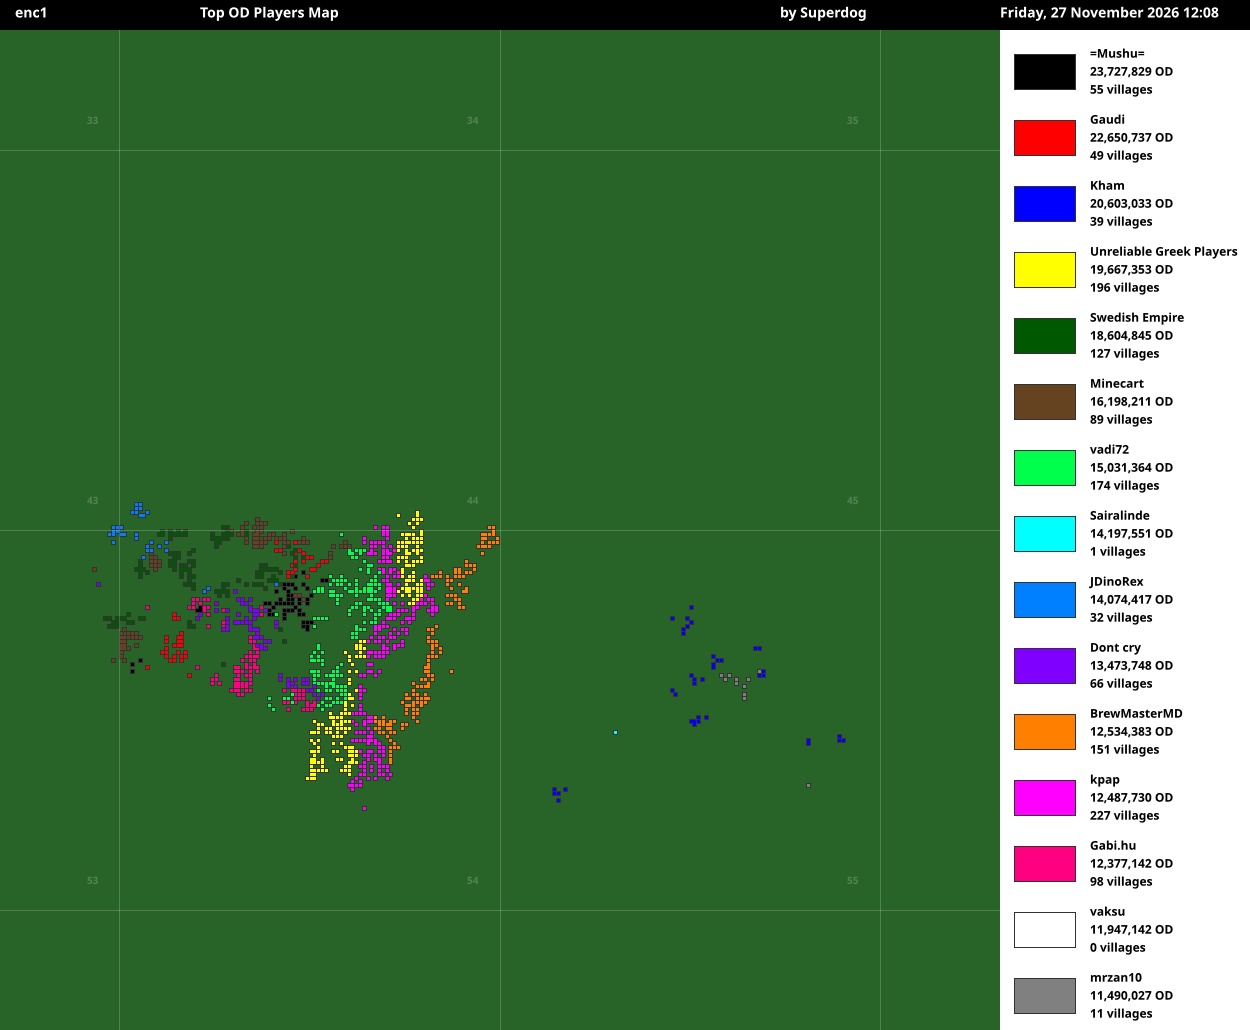 enc1 Top OD Players Map by Superdog Friday, 27 November 2026 12:08
=Mushu=
23,727,829 OD
55 villages
Gaudi
22,650,737 OD
49 villages
33 34 35
Kham
20,603,033 OD
39 villages
Unreliable Greek Players
19,667,353 OD
196 villages
Swedish Empire
18,604,845 OD
127 villages
Minecart
16,198,211 OD
89 villages
vadi72
15,031,364 OD
174 villages
43 44 45
Sairalinde
14,197,551 OD
1 villages
JDinoRex
14,074,417 OD
32 villages
Dont cry
13,473,748 OD
66 villages
BrewMasterMD
12,534,383 OD
151 villages
kpap
12,487,730 OD
227 villages
Gabi.hu
12,377,142 OD
98 villages
53 54 55
vaksu
11,947,142 OD
0 villages
mrzan10
11,490,027 OD
11 villages